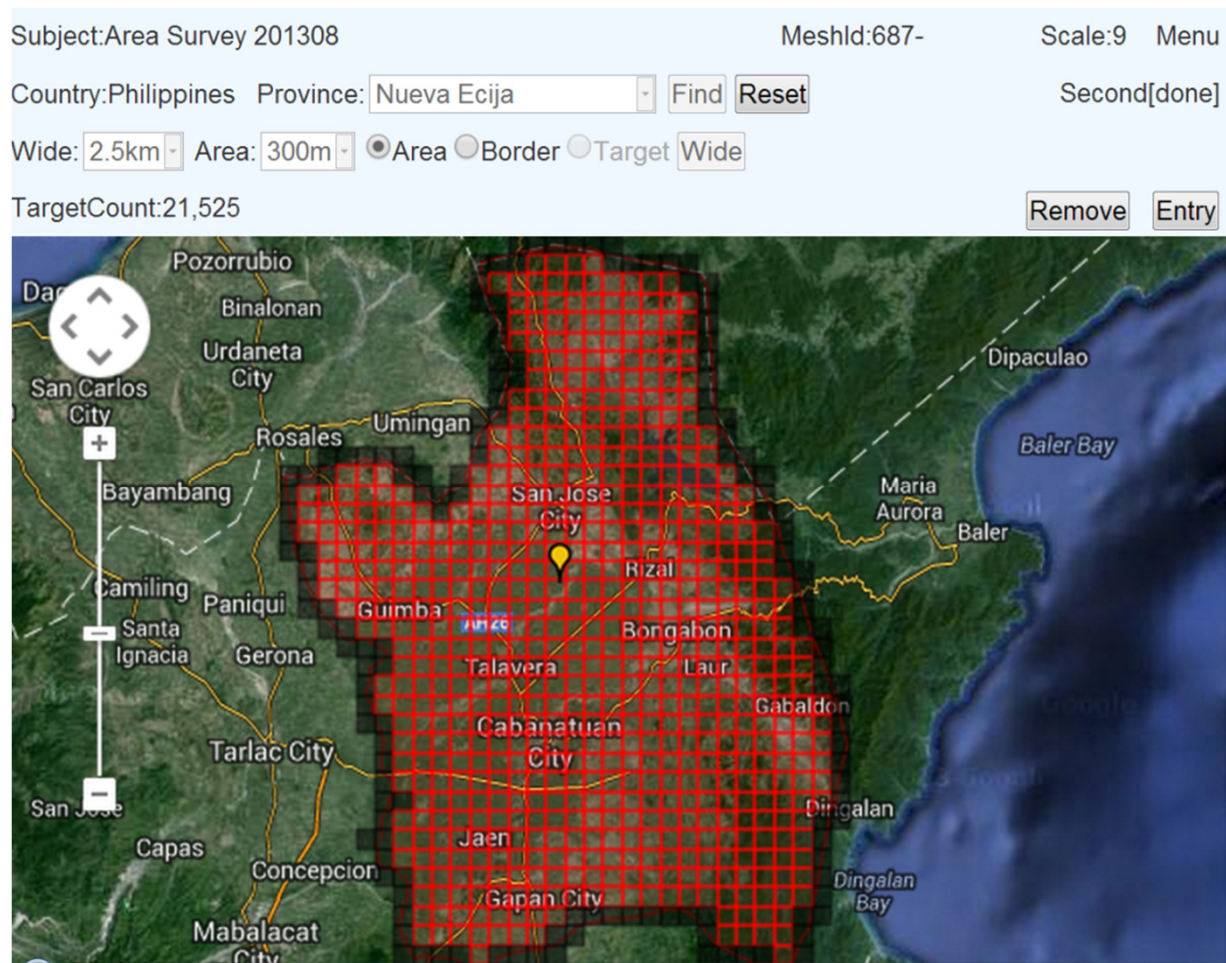 Subject:Area Survey 201308 MeshId:687- Scale:9 Menu
Country:Philippines Province: Nueva Ecija Find Reset Second[done]
Wide: 2.5km Area: 300m Area Border Target Wide
TargetCount:21,525 Remove Entry
Pozorrubio
Binalonan
Urdaneta
City
Dipaculao
San Carlos
City
Umingan
Rosales
Baler Bay
Bayambang
San Jose
City
Maria
Aurora
Baler
Rizal
Camiling
Paniqui
Guimba
AH26
Santa
Ignacia
Bongabon
Gerona
Talavera
Laur
Gabaldon
Google
Cabanatuan
City
Tarlac City
Google
San Jose
Dingalan
Jaen
Capas
Concepcion
Dingalan
Bay
Gapan City
Mabalacat
City